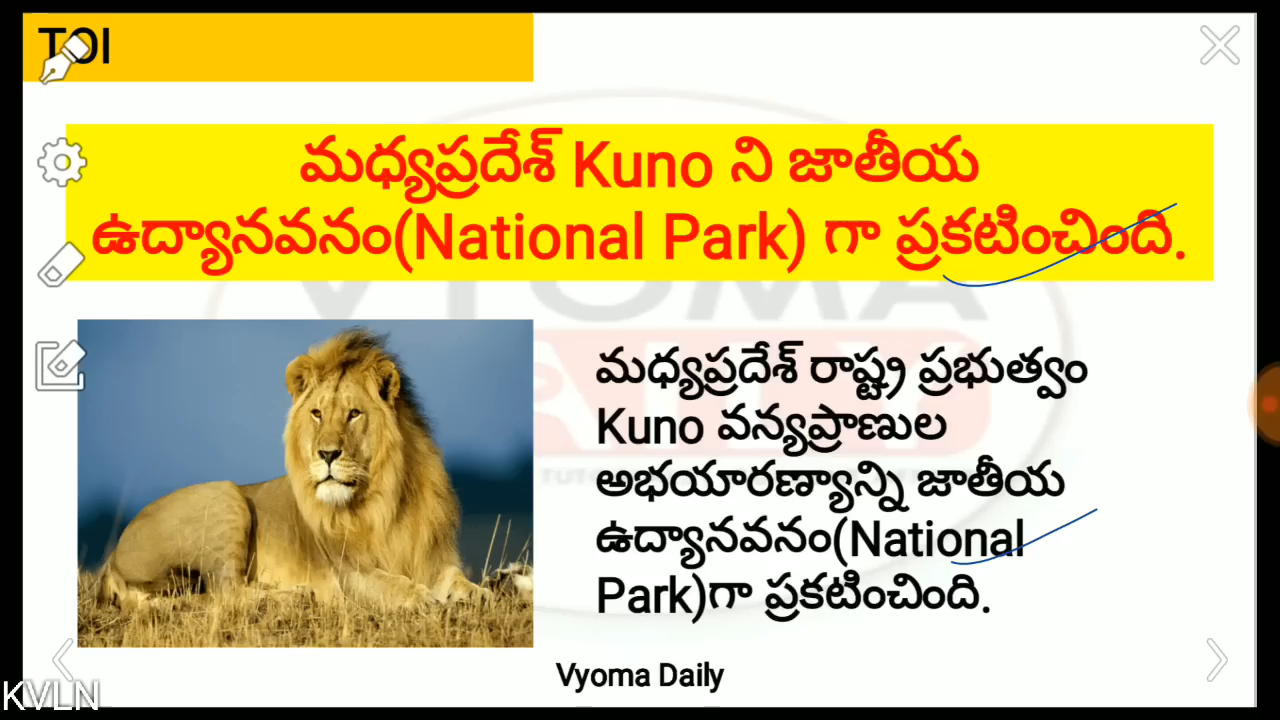 TOI
మధ్యప్రదేశ్ Kuno ని జాతీయ
ఉద్యానవనం(National Park) గా ప్రకటించింది.
మధ్యప్రదేశ్ రాష్ట్ర ప్రభుత్వం
Kuno వన్యప్రాణుల
అభయారణ్యాన్ని జాతీయ
ఉద్యానవనం(National
Park)గా ప్రకటించింది.
Vyoma Daily
KVLN